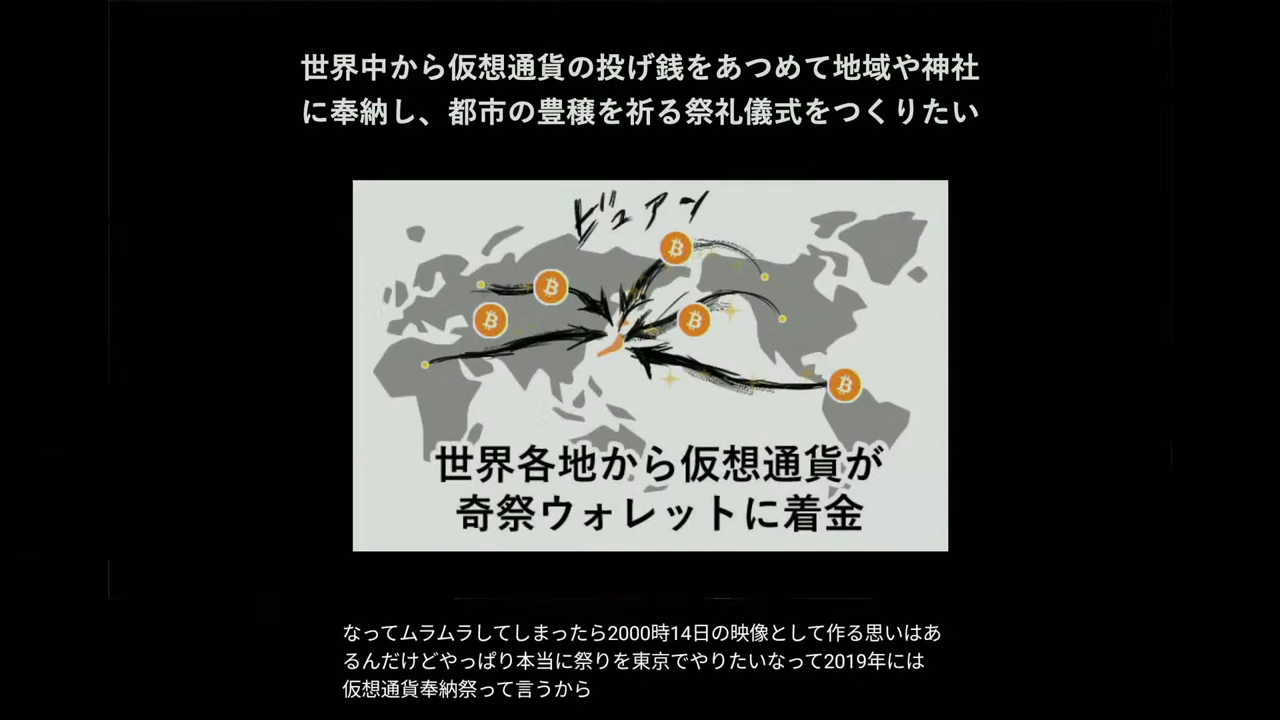 世界中から仮想通貨の投げ銭をあつめて地域や神社
に奉納し、都市の豊穣を祈る祭礼儀式をつくりたい
ビュアン
世界各地から仮想通貨が
奇祭ウォレットに着金
なってムラムラしてしまったら2000時14日の映像として作る思いはあ
るんだけどやっぱり本当に祭りを東京でやりたいなって2019年には
仮想通貨奉納祭って言うから